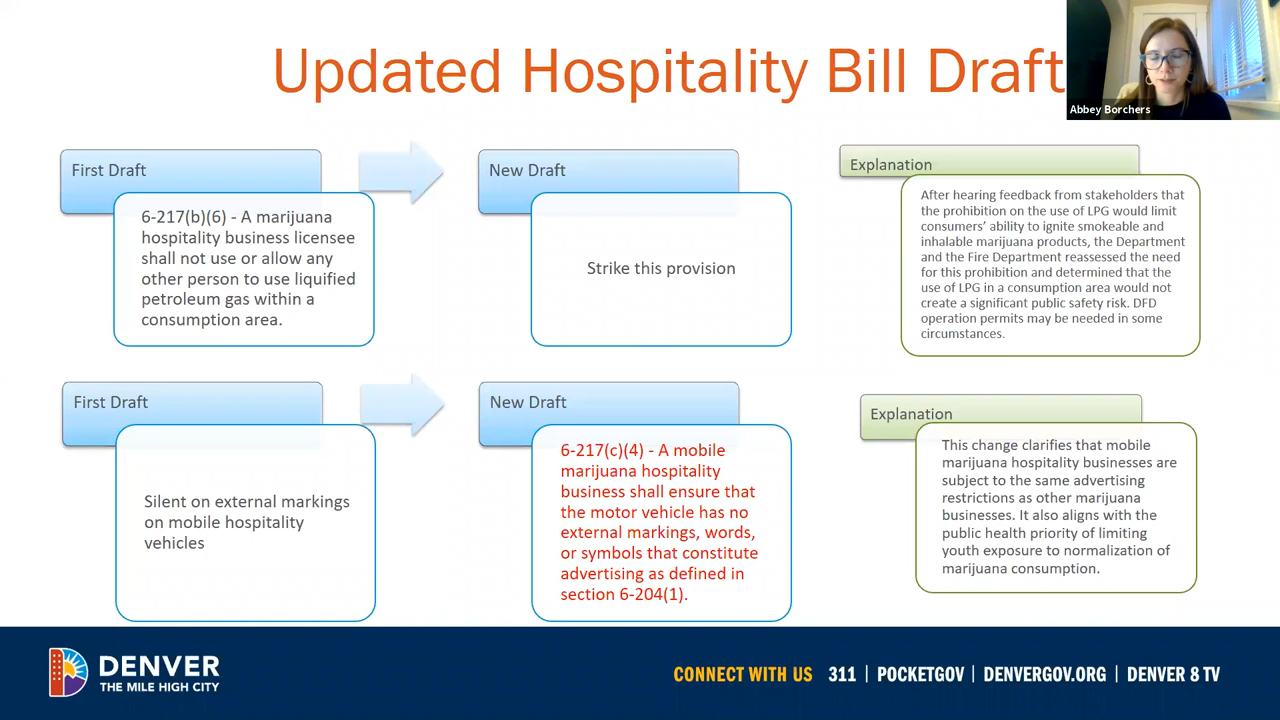 Updated Hospitality Bill Draft
Abbey Borchers
First Draft
6-217(b)(6) - A marijuana
hospitality business licensee
shall not use or allow any
other person to use liquified
petroleum gas within a
consumption area.
New Draft
Strike this provision
Explanation
After hearing feedback from stakeholders that
the prohibition on the use of LPG would limit
consumers' ability to ignite smokeable and
inhalable marijuana products, the Department
and the Fire Department reassessed the need
for this prohibition and determined that the
use of LPG in a consumption area would not
create a significant public safety risk. DFD
operation permits may be needed in some
circumstances.
First Draft
Silent on external markings
on mobile hospitality
vehicles
New Draft
6-217(c)(4) - A mobile
marijuana hospitality
business shall ensure that
the motor vehicle has no
external markings, words,
or symbols that constitute
advertising as defined in
section 6-204(1).
Explanation
This change clarifies that mobile
marijuana hospitality businesses are
subject to the same advertising
restrictions as other marijuana
businesses. It also aligns with the
public health priority of limiting
youth exposure to normalization of
marijuana consumption.
DENVER
THE MILE HIGH CITY
CONNECT WITH US 311 | POCKETGOV | DENVERGOV.ORG | DENVER 8 TV